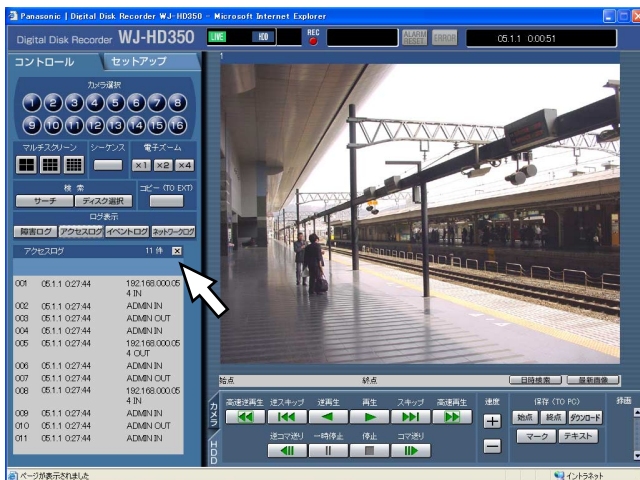 Panasonic | Digital Disk Recorder WJ-HD350 - Microsoft Internet Explorer
Digital Disk Recorder WJ-HD350
LIVE HDD REC ALARM RESET ERROR 05.1.1 0:00:51
コントロール セットアップ
1
カメラ選択
1 2 3 4 5 6 7 8
9 10 11 12 13 14 15 16
マルチスクリーン シーケンス 電子ズーム
×1 ×2 ×4
検 索 コピー (TO EXT)
サーチ ディスク選択
ログ表示
障害ログ アクセスログ イベントログ ネットワークログ
アクセスログ 11 件
001 05.1.1 0:27:44 192.168.000.05
4 IN
002 05.1.1 0:27:44 ADMIN IN
003 05.1.1 0:27:44 ADMIN OUT
004 05.1.1 0:27:44 ADMIN IN
005 05.1.1 0:27:44 192.168.000.05
4 OUT
006 05.1.1 0:27:44 ADMIN IN
007 05.1.1 0:27:44 ADMIN OUT
008 05.1.1 0:27:44 192.168.000.05
4 IN
009 05.1.1 0:27:44 ADMIN IN
010 05.1.1 0:27:44 ADMIN OUT
011 05.1.1 0:27:44 ADMIN IN
始点 終点 日時検索 最新画像
カメラ
HDD
高速逆再生 逆スキップ 逆再生 再生 スキップ 高速再生 速度 保存 (TO PC) 録画
始点 終点 ダウンロード
逆コマ送り 一時停止 停止 コマ送り
マーク テキスト
ページが表示されました イントラネット